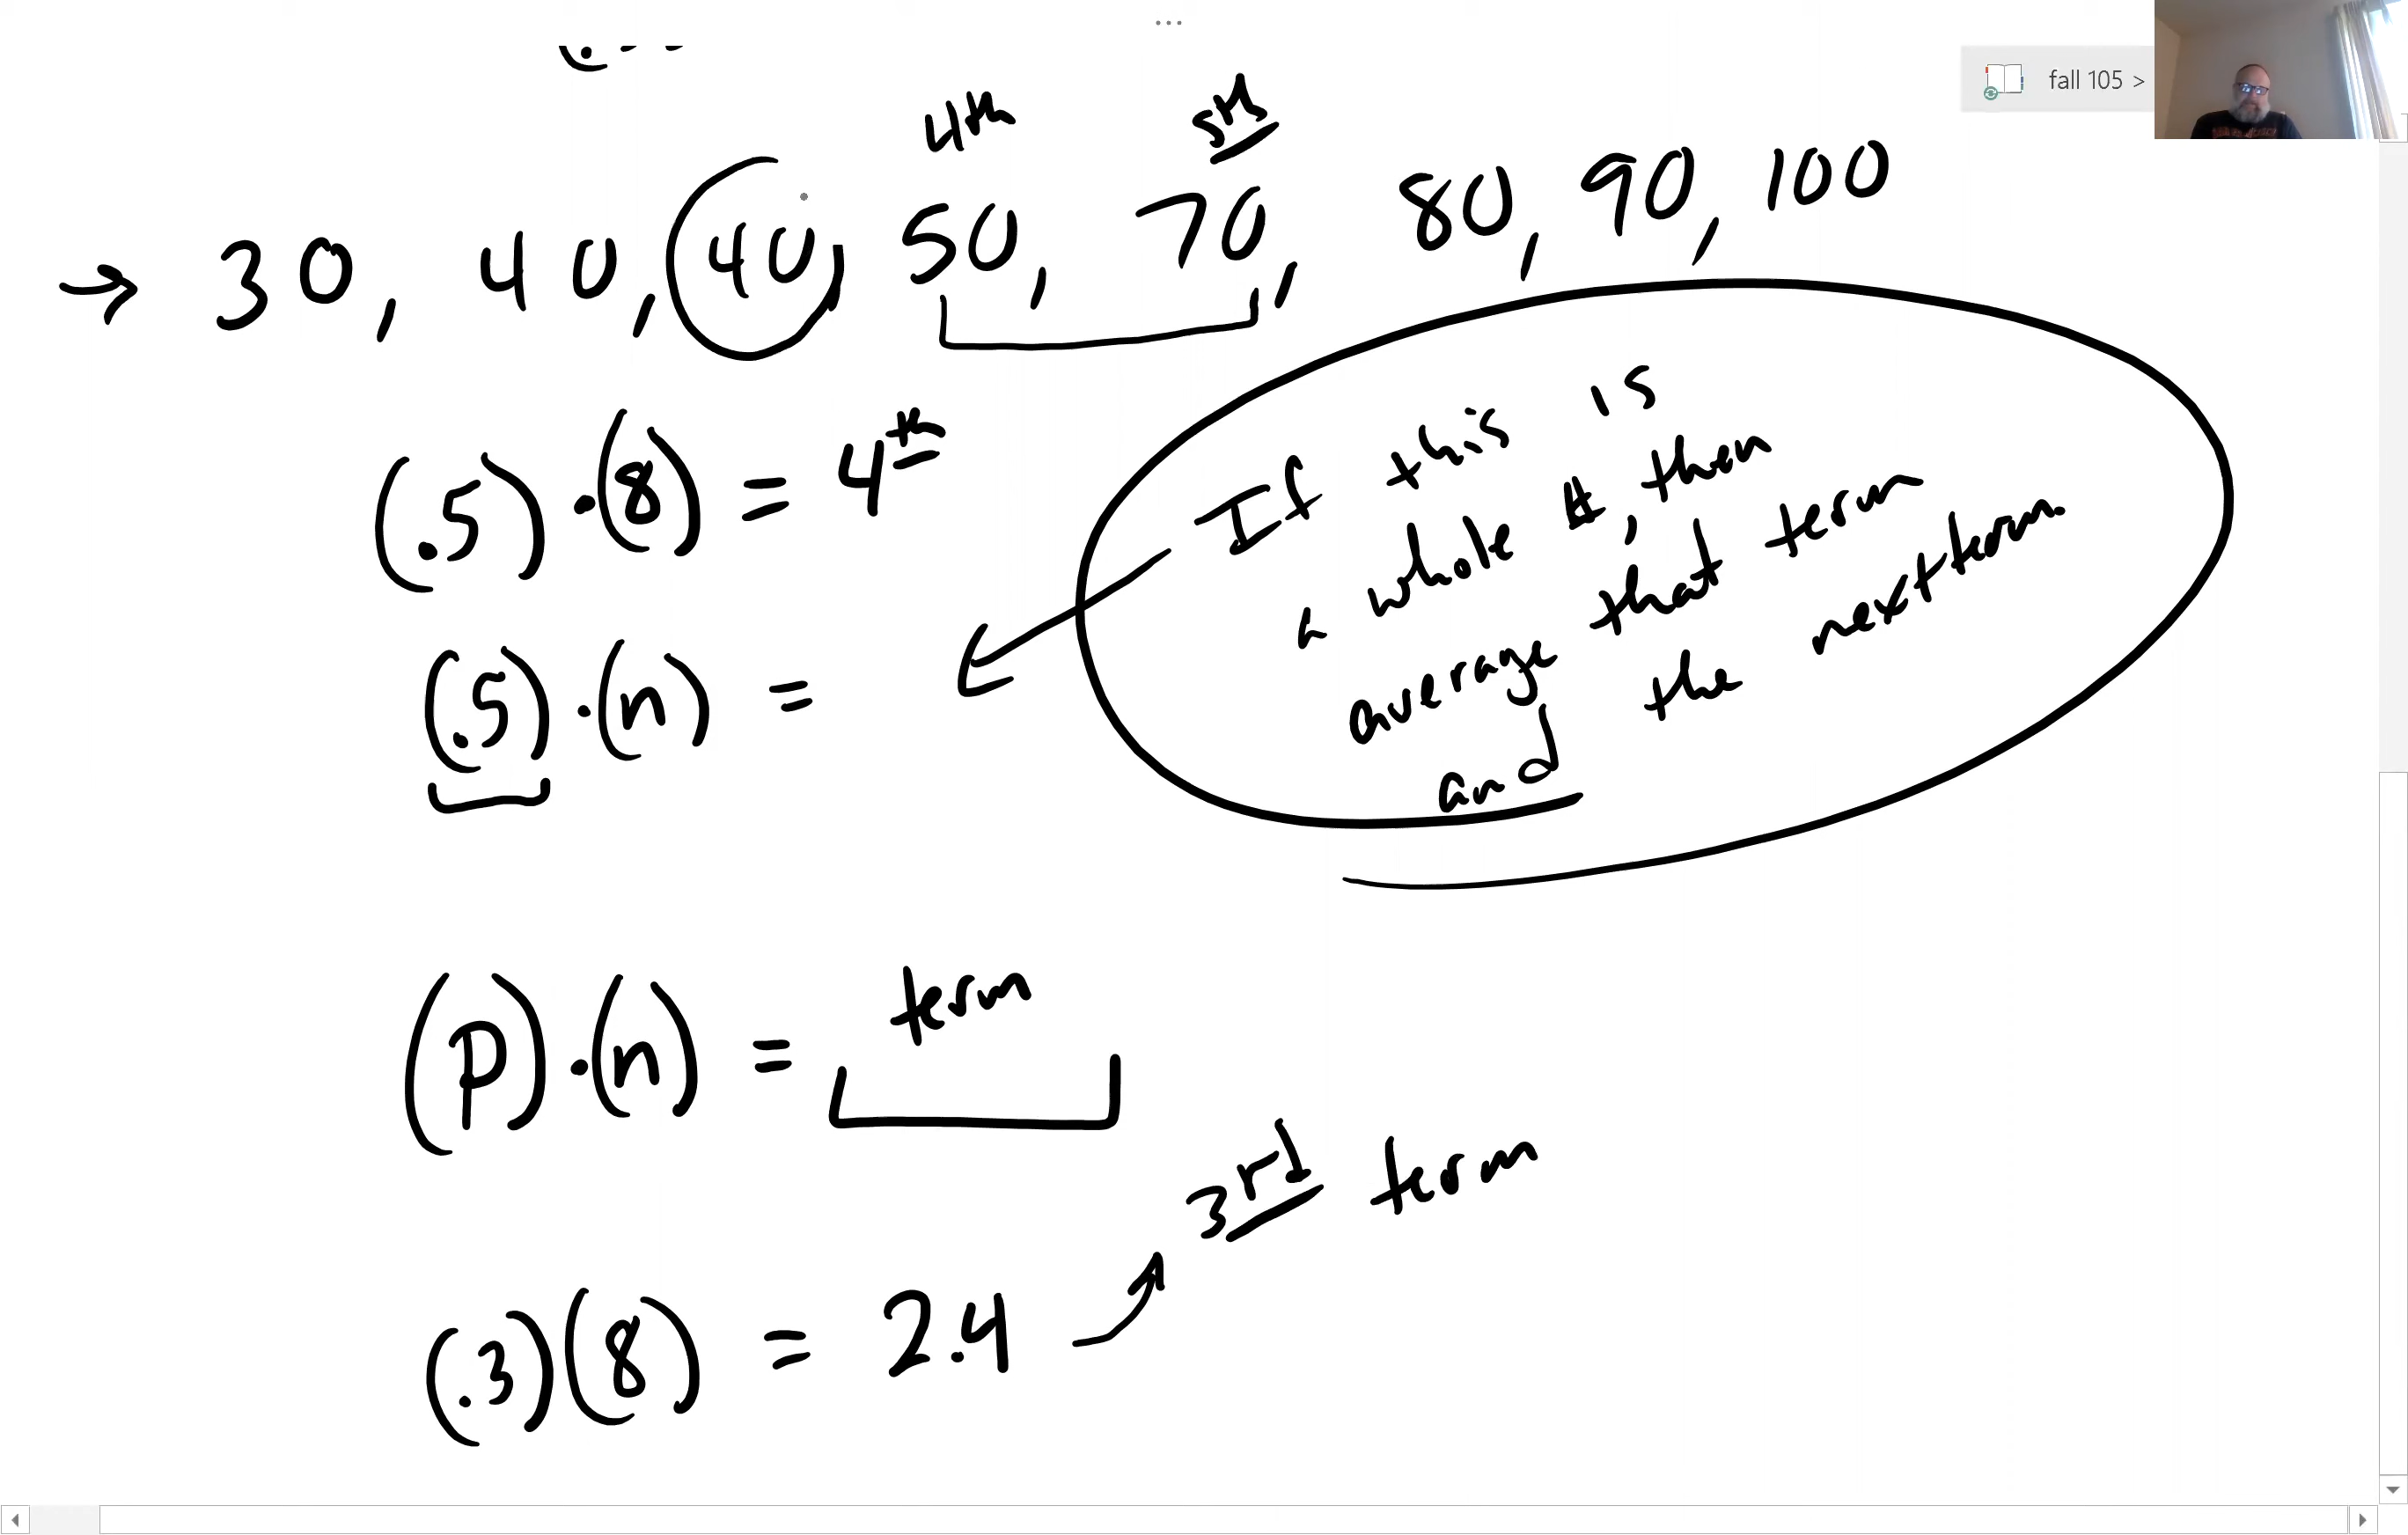 fall 105 >
4th 5th
→ 30, 40, 40, 50, 70, 80, 90, 100
(.5) · (8) = 4th
If this is
a whole #, then
average that term
and the next term.
(.5) · (n) =
(p) · (n) = term
3rd term
(.3)(8) = 2.4